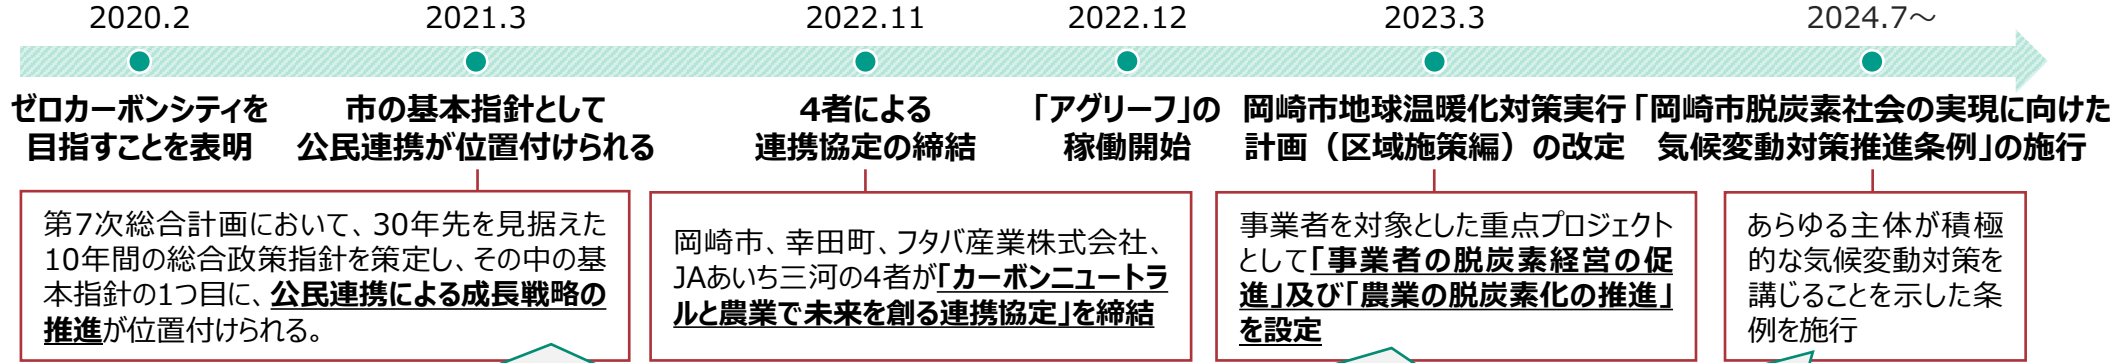 2020.2
2021.3
2022.11
2022.12
2023.3
2024.7～
ゼロカーボンシティを
目指すことを表明
市の基本指針として
公民連携が位置付けられる
4者による
連携協定の締結
「アグリーフ」の
稼働開始
岡崎市地球温暖化対策実行
計画（区域施策編）の改定
「岡崎市脱炭素社会の実現に向けた
気候変動対策推進条例」の施行
第7次総合計画において、30年先を見据えた
10年間の総合政策指針を策定し、その中の基
本指針の1つ目に、公民連携による成長戦略の
推進が位置付けられる。
岡崎市、幸田町、フタバ産業株式会社、
JAあいち三河の4者が「カーボンニュートラ
ルと農業で未来を創る連携協定」を締結
事業者を対象とした重点プロジェクト
として「事業者の脱炭素経営の促
進」及び「農業の脱炭素化の推進」
を設定
あらゆる主体が積極
的な気候変動対策を
講じることを示した条
例を施行